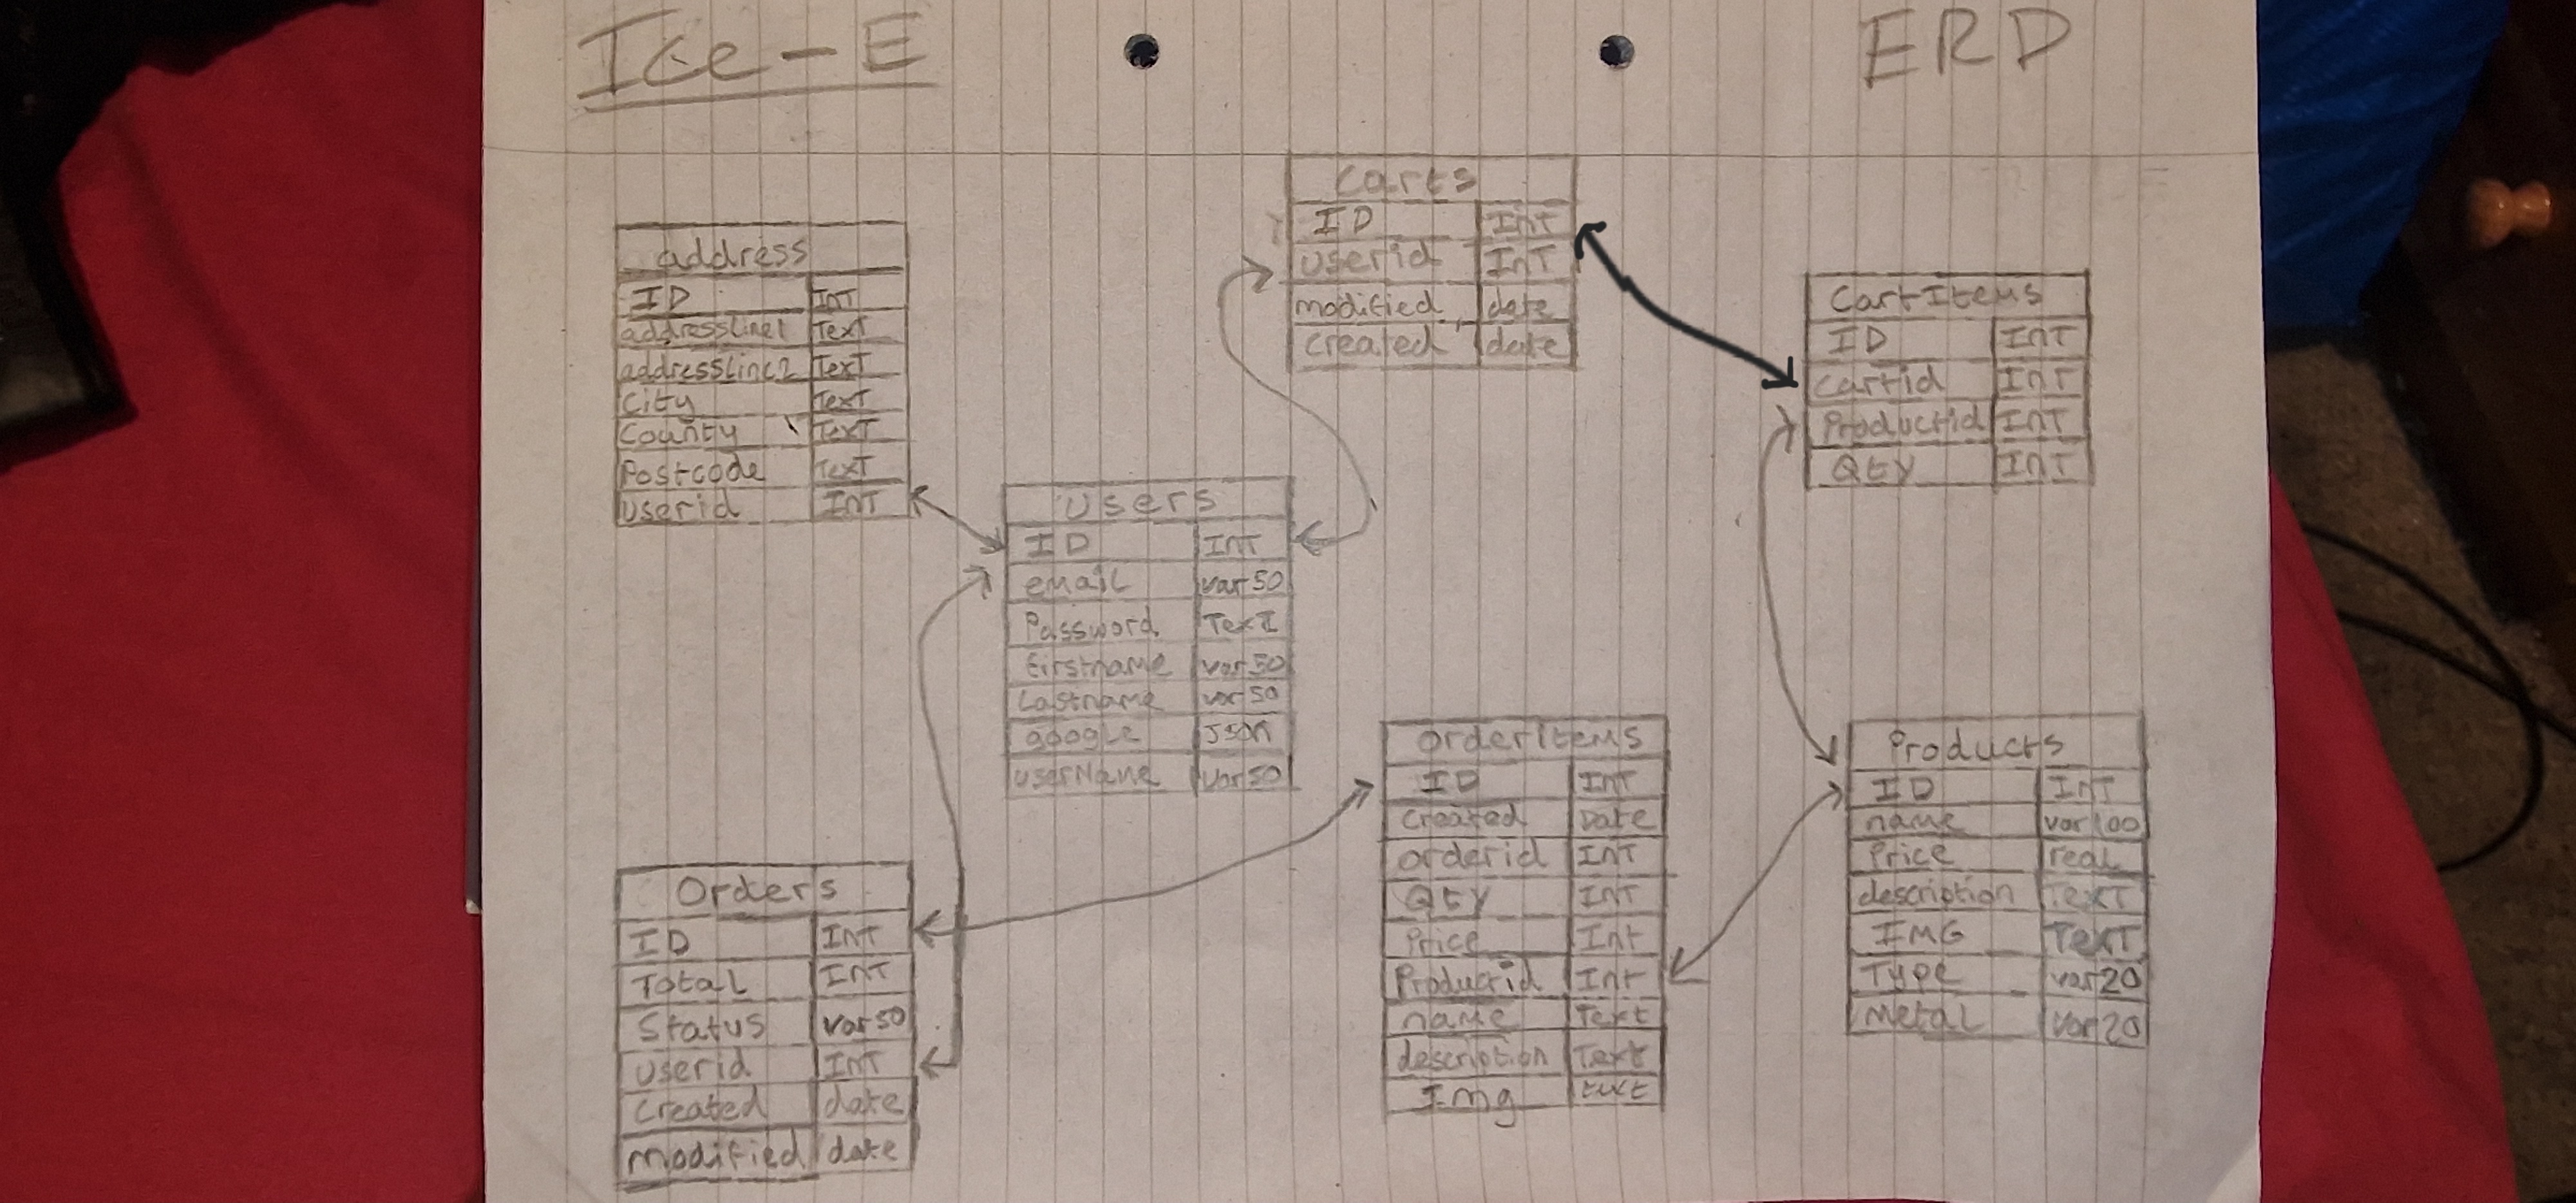 Ice-E
ERD
Carts
ID InT
userid InT
modified date
created date
address
ID InT
addressline1 Text
addressline2 Text
City Text
County Text
Postcode Text
userid InT
CartItems
ID InT
cartid InT
Productid InT
Qty InT
users
ID InT
email var50
Password Text
firstname var50
Lastname var50
google JSON
userName var50
orderItems
ID InT
created Date
orderid InT
Qty InT
Price Int
Productid Int
name Text
description Text
Img text
Products
ID InT
name var100
Price real
description TexT
IMG TexT
Type var20
Metal var20
Orders
ID InT
Total InT
Status var50
userid InT
created date
modified date